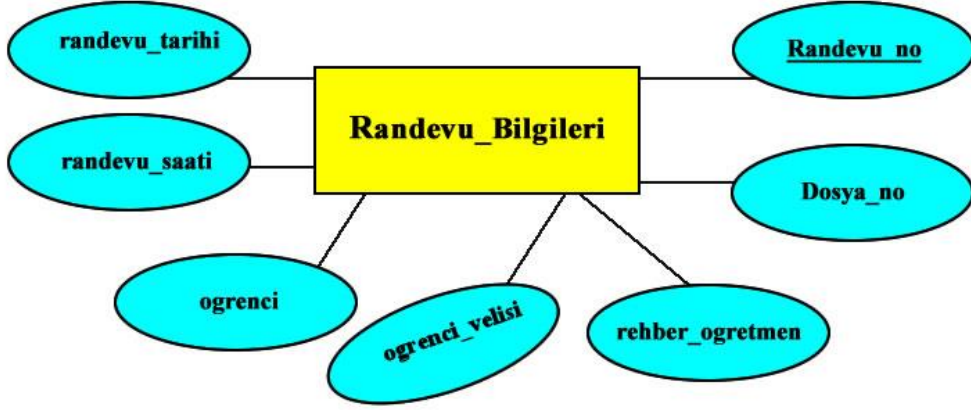 randevu_tarihi
Randevu_no
Randevu_Bilgileri
randevu_saati
Dosya_no
ogrenci
ogrenci_velisi
rehber_ogretmen